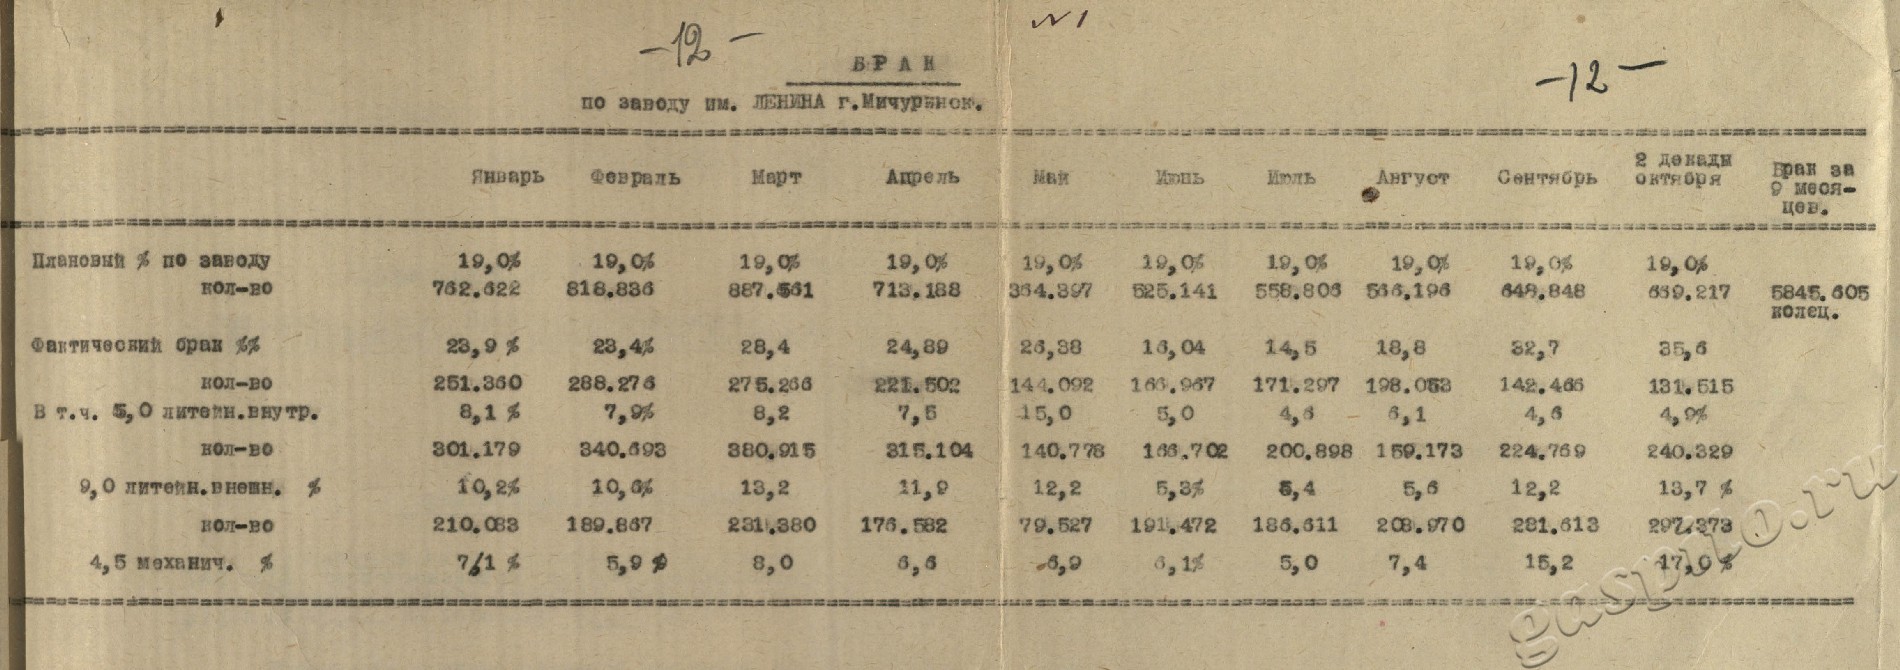 -12-
№1
БРАК
-12-
по заводу им. ЛЕНИНА г.Мичуринск.
Январь Февраль Март Апрель Май Июнь Июль Август Сентябрь 2 декады октября Брак за 9 меся-цев.
Плановый % по заводу 19,0% 19,0% 19,0% 19,0% 19,0% 19,0% 19,0% 19,0% 19,0% 19,0%
кол-во 762.622 818.836 887.561 713.188 364.397 525.141 558.806 566.196 648.848 669.217 5845.605 колец.
Фактический брак %% 23,9 % 23,4% 28,4 24,89 26,38 16,04 14,5 18,8 32,7 35,6
кол-во 251.360 288.276 275.266 221.502 144.092 166.967 171.297 198.053 142.466 131.515
В т.ч. 5,0 литейн.внутр. 8,1 % 7,9% 8,2 7,5 15,0 5,0 4,6 6,1 4,6 4,9%
кол-во 301.179 340.693 380.915 315.104 140.778 166.702 200.898 159.173 224.769 240.329
9,0 литейн.внешн. % 10,2% 10,6% 13,2 11,9 12,2 5,3% 5,4 5,6 12,2 13,7 %
кол-во 210.083 189.867 231.380 176.582 79.527 191.472 186.611 208.970 281.613 297.373
4,5 механич. % 7,1 % 5,9 % 8,0 6,6 6,9 6,1% 5,0 7,4 15,2 17,0 %
gaspito.ru